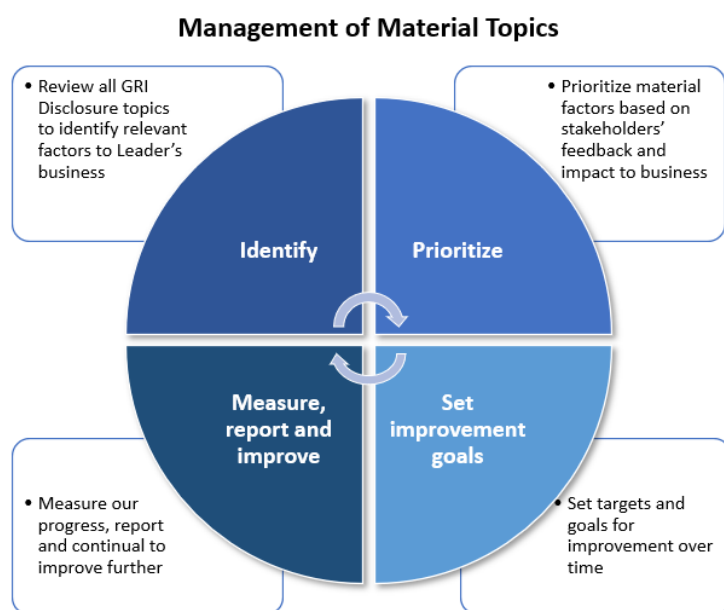 Management of Material Topics
• Review all GRI
Disclosure topics
to identify relevant
factors to Leader’s
business
• Prioritize material
factors based on
stakeholders’
feedback and
impact to business
Identify
Prioritize
Measure,
report and
improve
Set
improvement
goals
• Measure our
progress, report
and continual to
improve further
• Set targets and
goals for
improvement over
time